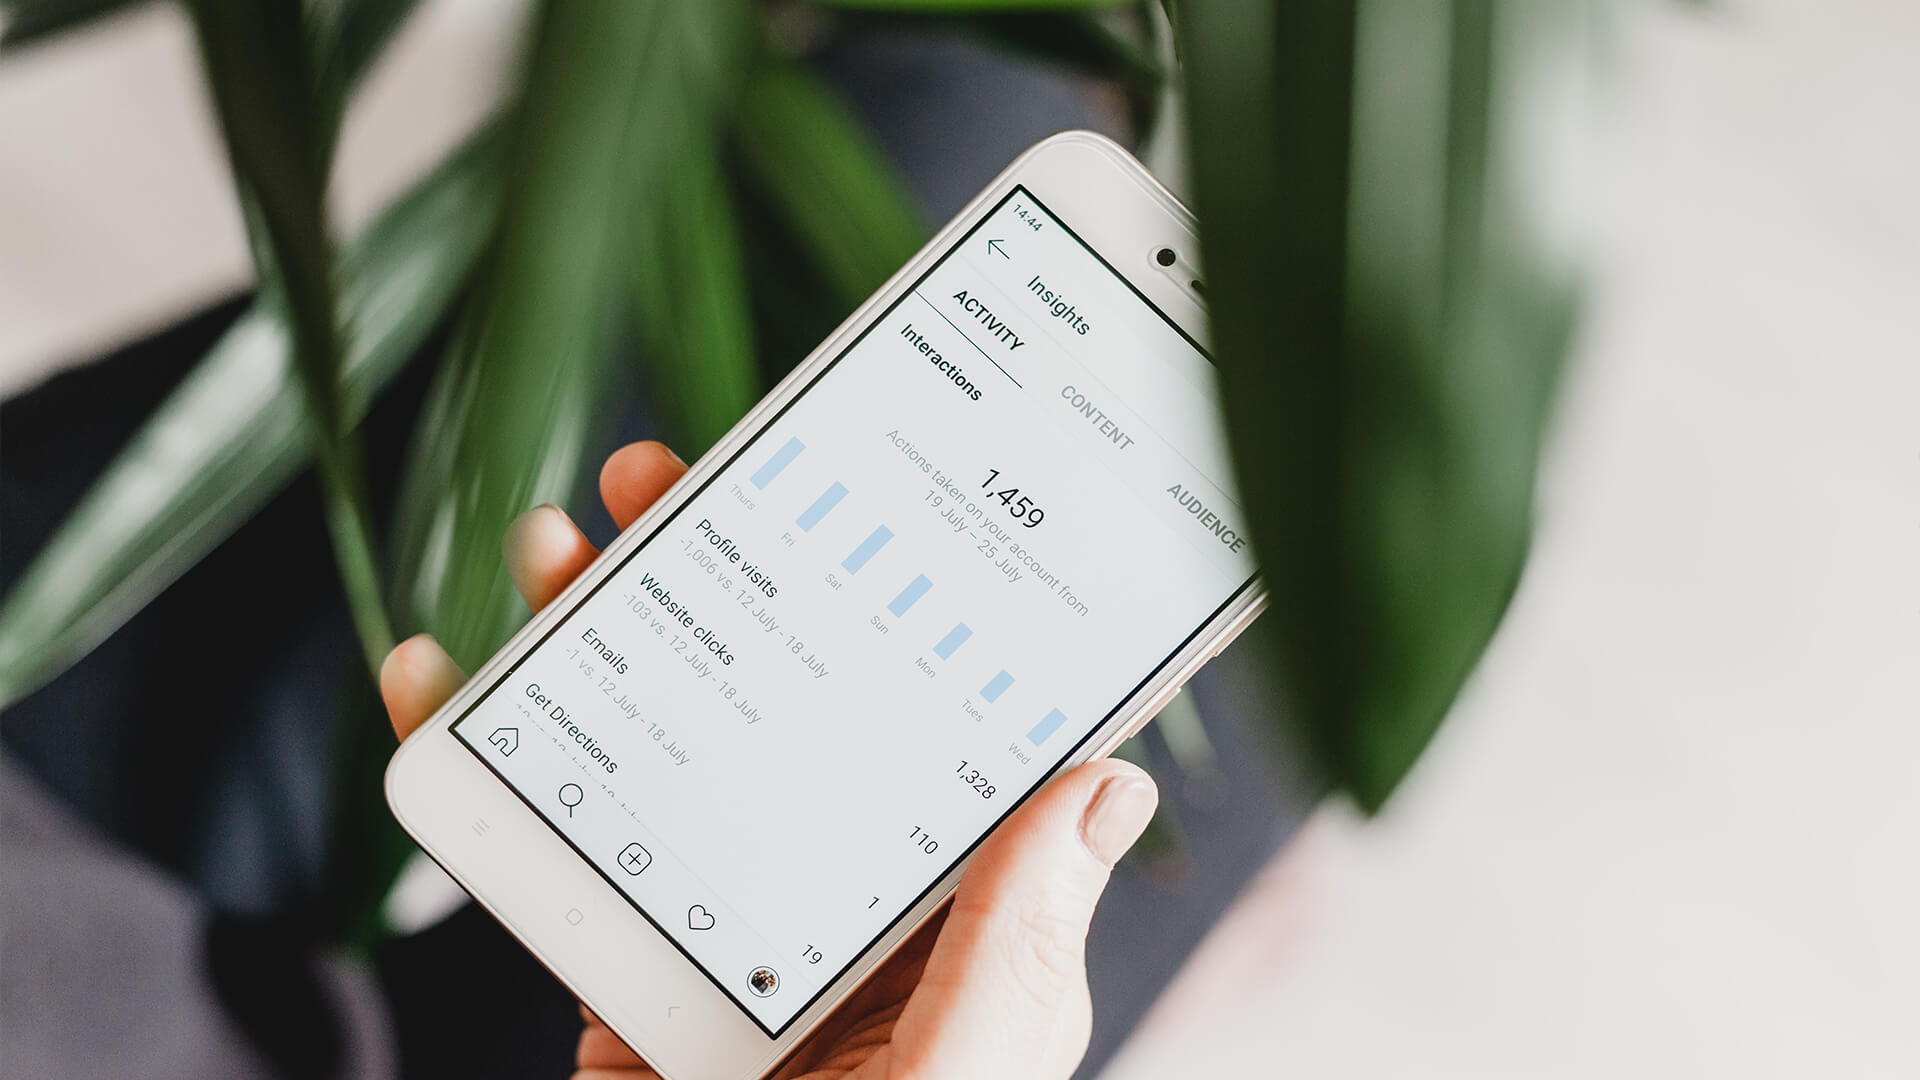 14:44
Insights
ACTIVITY
CONTENT
AUDIENCE
Interactions
1,459
Actions taken on your account from
19 July – 25 July
Thurs
Fri
Sat
Sun
Mon
Tues
Wed
Profile visits
1,328
-1,006 vs. 12 July - 18 July
Website clicks
110
-103 vs. 12 July - 18 July
Emails
1
-1 vs. 12 July - 18 July
Get Directions
19